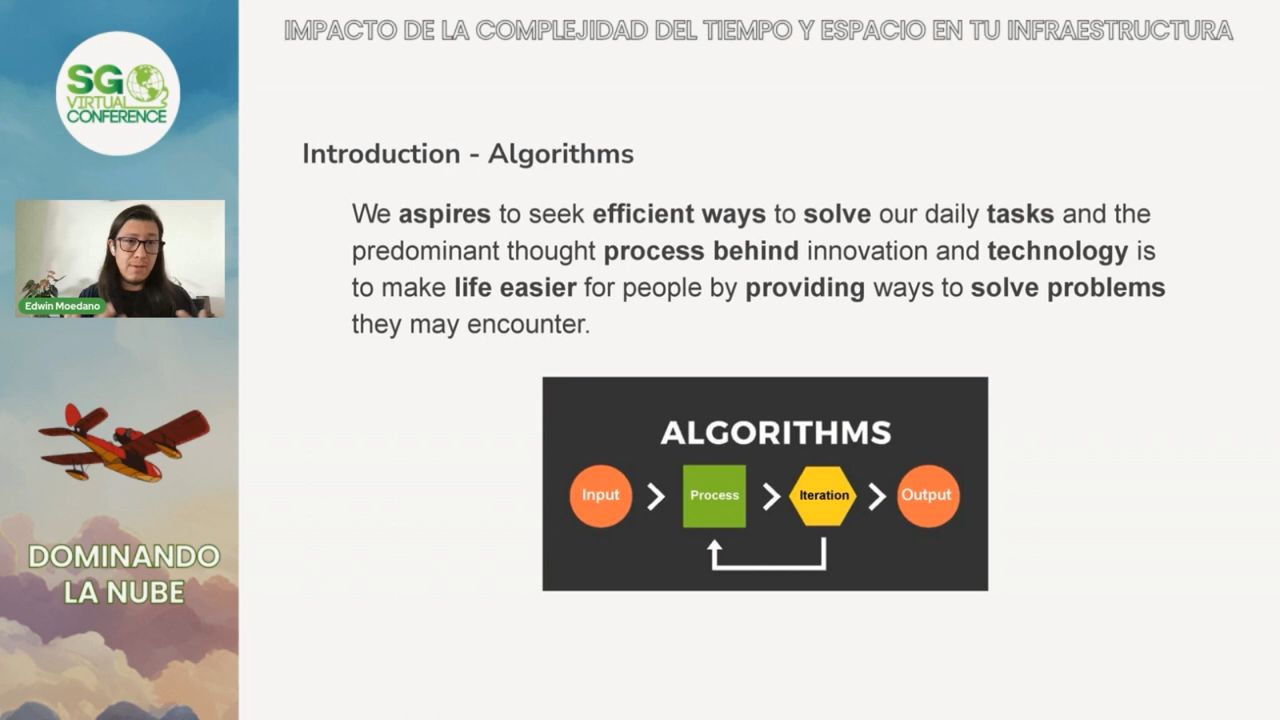 IMPACTO DE LA COMPLEJIDAD DEL TIEMPO Y ESPACIO EN TU INFRAESTRUCTURA
SG
VIRTUAL
CONFERENCE
Edwin Moedano
DOMINANDO
LA NUBE
Introduction - Algorithms
We aspires to seek efficient ways to solve our daily tasks and the
predominant thought process behind innovation and technology is
to make life easier for people by providing ways to solve problems
they may encounter.
ALGORITHMS
Input
Process
Iteration
Output